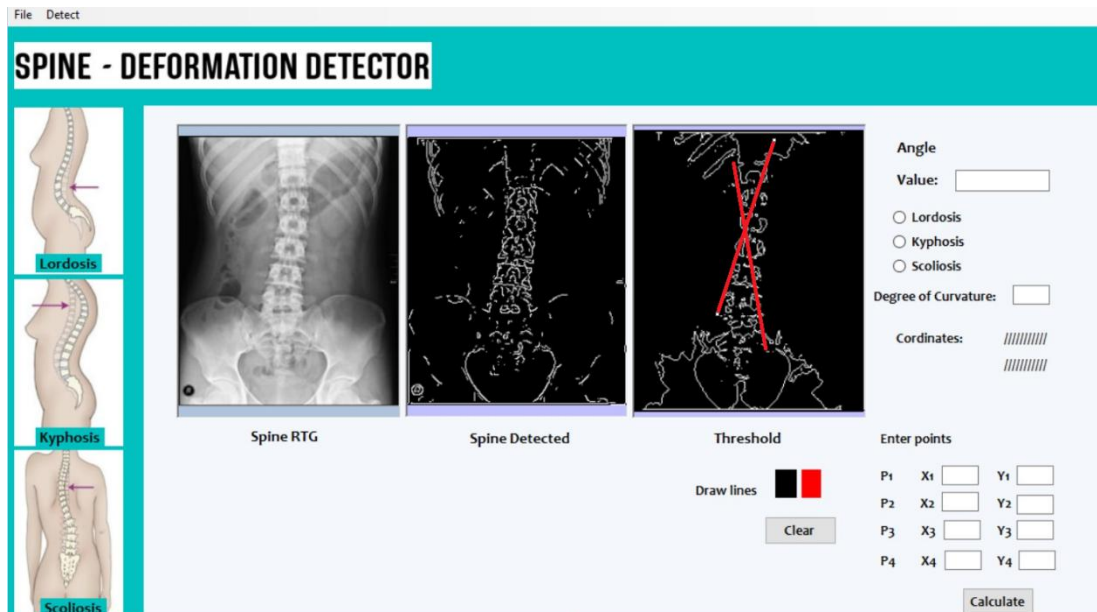 File Detect
SPINE - DEFORMATION DETECTOR
Lordosis
Kyphosis
Scoliosis
Spine RTG
Spine Detected
Threshold
Draw lines
Clear
Angle
Value:
Lordosis
Kyphosis
Scoliosis
Degree of Curvature:
Cordinates: ///////////
///////////
Enter points
P1 X1 Y1
P2 X2 Y2
P3 X3 Y3
P4 X4 Y4
Calculate